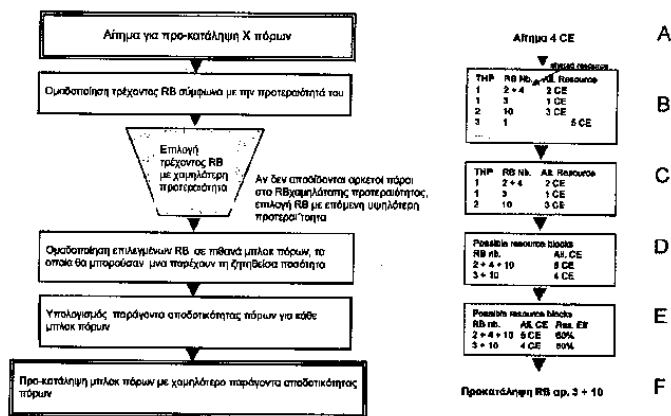 Αίτημα για προ-κατάληψη Χ πόρων
Ομαδοποίηση τρέχοντος RB σύμφωνα με την προτεραιότητά του
Επιλογή
τρέχοντος RB
με χαμηλότερη
προτεραιότητα
Αν δεν αποδίδονται αρκετοί πόροι
στο RBχαμηλότατης προτεραιότητας,
επιλογή RB με επόμενη υψηλότερη
προτεραιότητα
Ομαδοποίηση επιλεγμένων RB σε πιθανά μπλοκ πόρων, τα
οποία θα μπορούσαν μνα παρέχουν τη ζητηθείσα ποσότητα
Υπολογισμός παράγοντα αποδοτικότητας πόρων για κάθε
μπλοκ πόρων
Προ-κατάληψη μπλοκ πόρων με χαμηλότερο παράγοντα αποδοτικότητας
πόρων
Αίτημα 4 CE
A
shared resource
THP RB Nb. All. Resource
1 2 + 4 2 CE
1 3 1 CE
2 10 3 CE
3 1 5 CE
....
B
THP RB Nb. All. Resource
1 2 + 4 2 CE
1 3 1 CE
2 10 3 CE
C
Possible resource blocks
RB nb. All. CE
2 + 4 + 10 5 CE
3 + 10 4 CE
D
Possible resource blocks
RB nb. All. CE Res. Eff
2 + 4 + 10 5 CE 60%
3 + 10 4 CE
E
Προκατάληψη RB αρ. 3 + 10
F